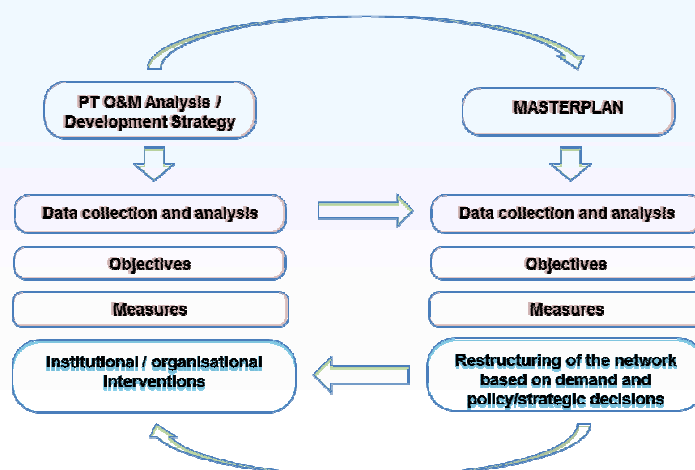 PT O&M Analysis /
Development Strategy
MASTERPLAN
Data collection and analysis
Data collection and analysis
Objectives
Objectives
Measures
Measures
Institutional / organisational
Interventions
Restructuring of the network
based on demand and
policy/strategic decisions